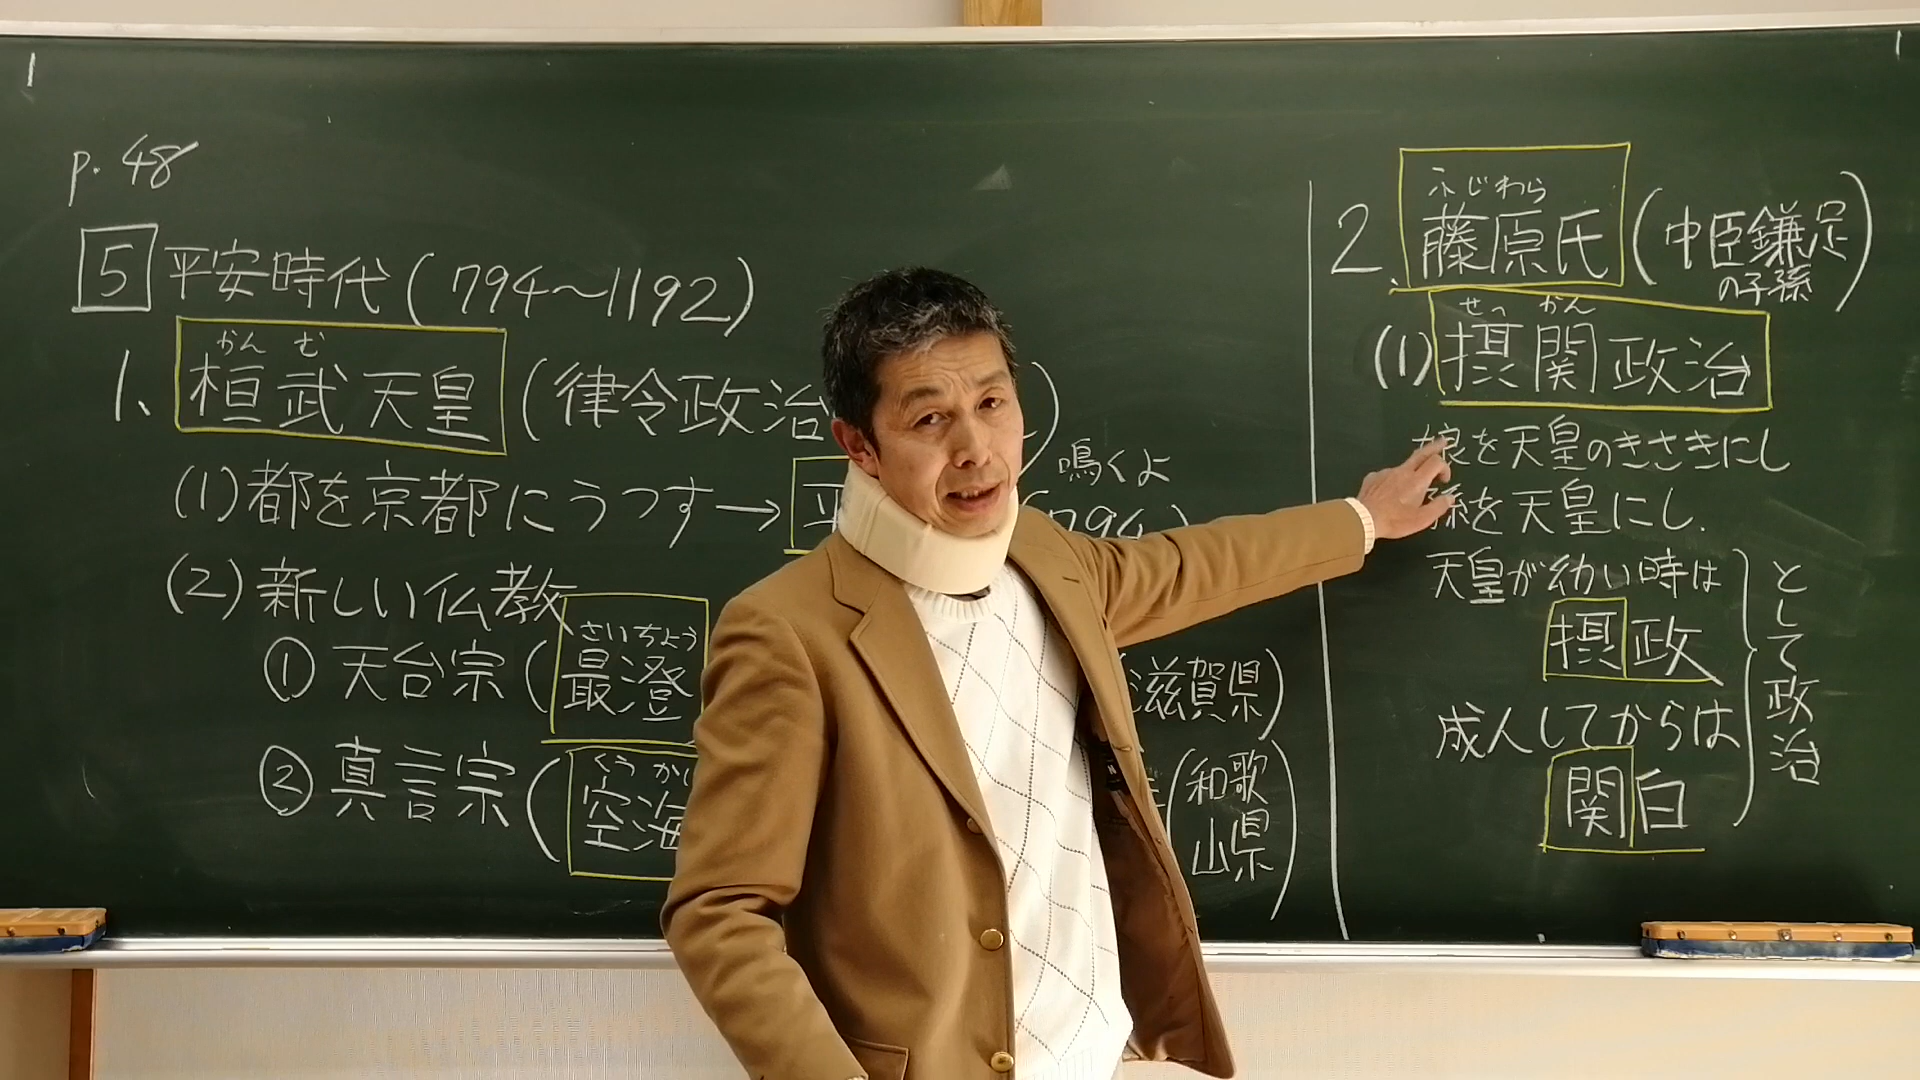 p. 48
5 平安時代(794〜1192)
かんむ
1、桓武天皇(律令政治 )
鳴くよ
(1)都を京都にうつす→平 (794)
(2)新しい仏教
さいちょう
①天台宗(最澄 滋賀県)
くうかい
②真言宗(空海 (和歌山県)
ふじわら
2、藤原氏(中臣鎌足の子孫)
せっかん
(1)摂関政治
娘を天皇のきさきにし
孫を天皇にし.
天皇が幼い時は
摂政
成人してからは
関白
として政治